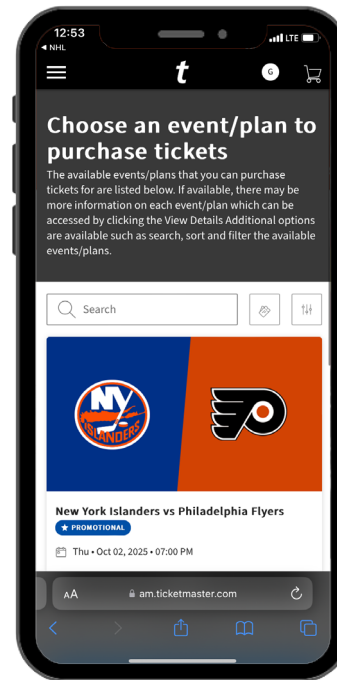 12:53
LTE
◀ NHL
t
G
Choose an event/plan to
purchase tickets
The available events/plans that you can purchase
tickets for are listed below. If available, there may be
more information on each event/plan which can be
accessed by clicking the View Details Additional options
are available such as search, sort and filter the available
events/plans.
Search
NY
ISLANDERS
New York Islanders vs Philadelphia Flyers
★ PROMOTIONAL
Thu • Oct 02, 2025 • 07:00 PM
AA
am.ticketmaster.com